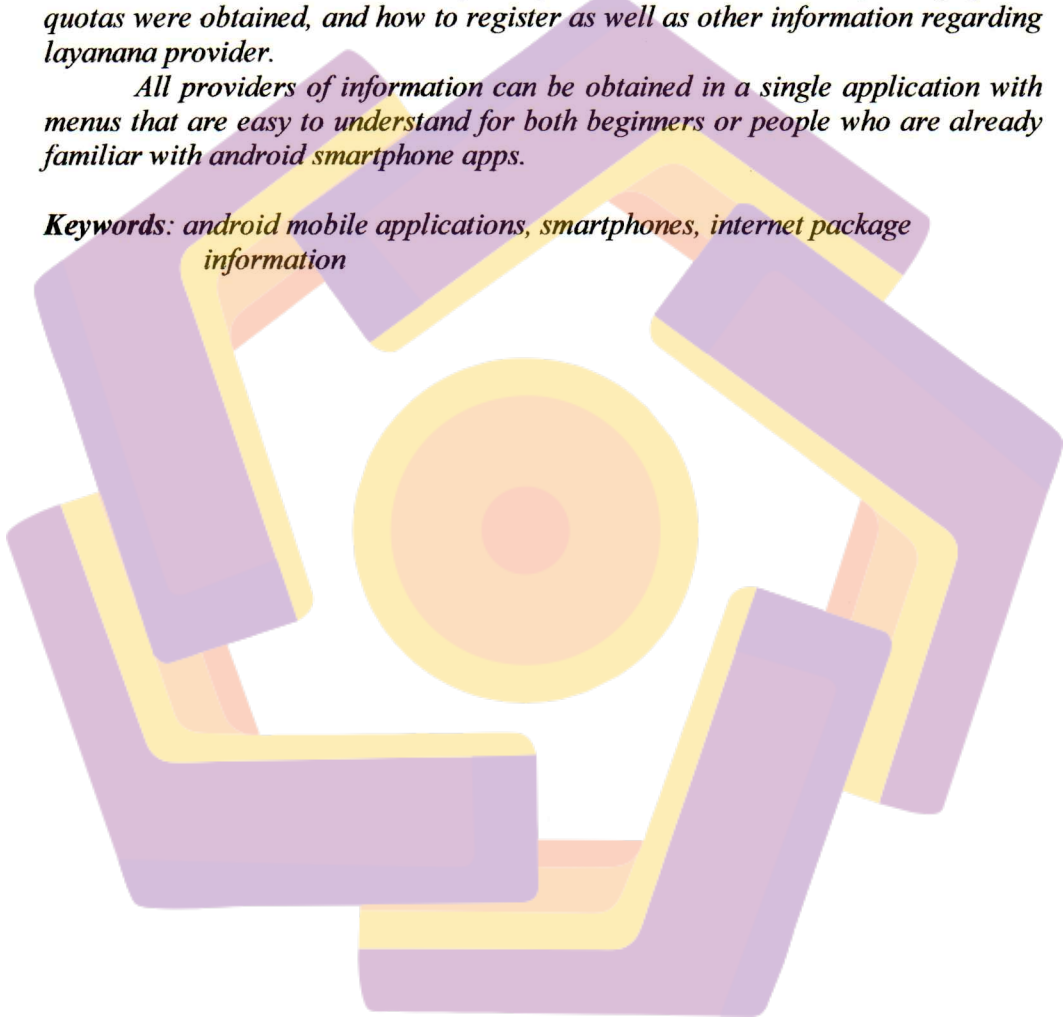 quotas were obtained, and how to register as well as other information regarding
layanana provider.
All providers of information can be obtained in a single application with
menus that are easy to understand for both beginners or people who are already
familiar with android smartphone apps.
Keywords: android mobile applications, smartphones, internet package
information